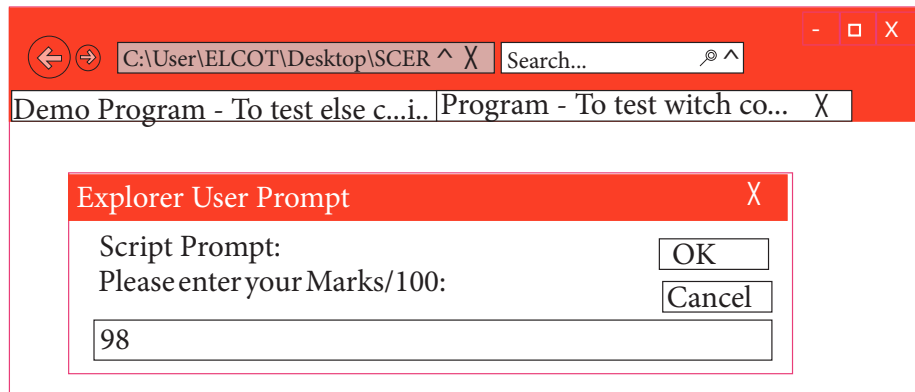 - X
C:\User\ELCOT\Desktop\SCER ^ X Search... ^
Demo Program - To test else c...i.. Program - To test witch co... X
Explorer User Prompt X
Script Prompt:
OK
Please enter your Marks/100:
Cancel
98